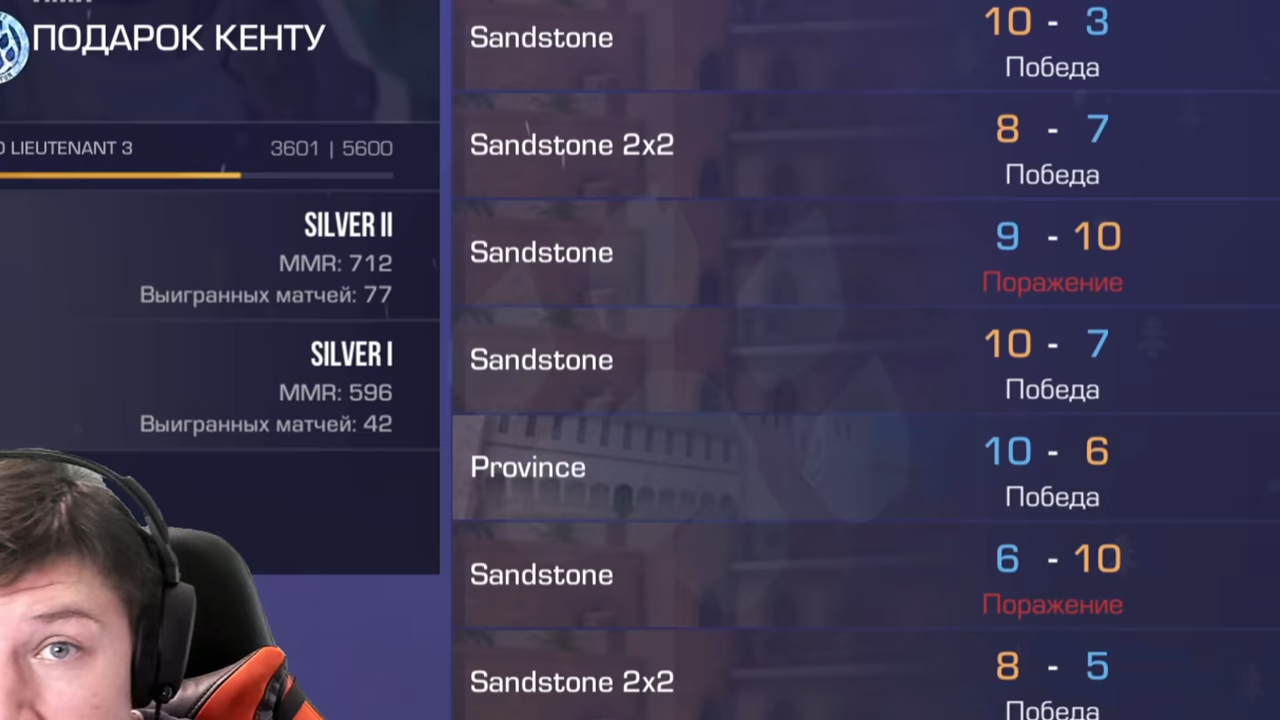 ПОДАРОК КЕНТУ
LIEUTENANT 3
3601 | 5600
SILVER II
MMR: 712
Выигранных матчей: 77
SILVER I
MMR: 596
Выигранных матчей: 42
Sandstone
10 - 3
Победа
Sandstone 2x2
8 - 7
Победа
Sandstone
9 - 10
Поражение
Sandstone
10 - 7
Победа
Province
10 - 6
Победа
Sandstone
6 - 10
Поражение
Sandstone 2x2
8 - 5
Победа